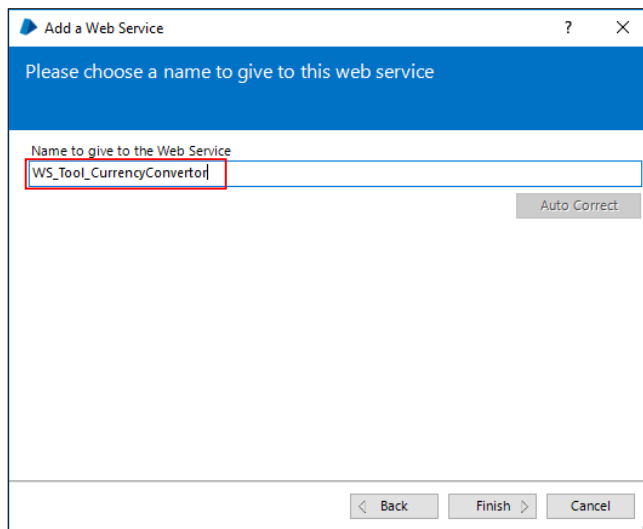 Add a Web Service
?
Please choose a name to give to this web service
Name to give to the Web Service
WS_Tool_CurrencyConvertor
Auto Correct
Back
Finish
Cancel